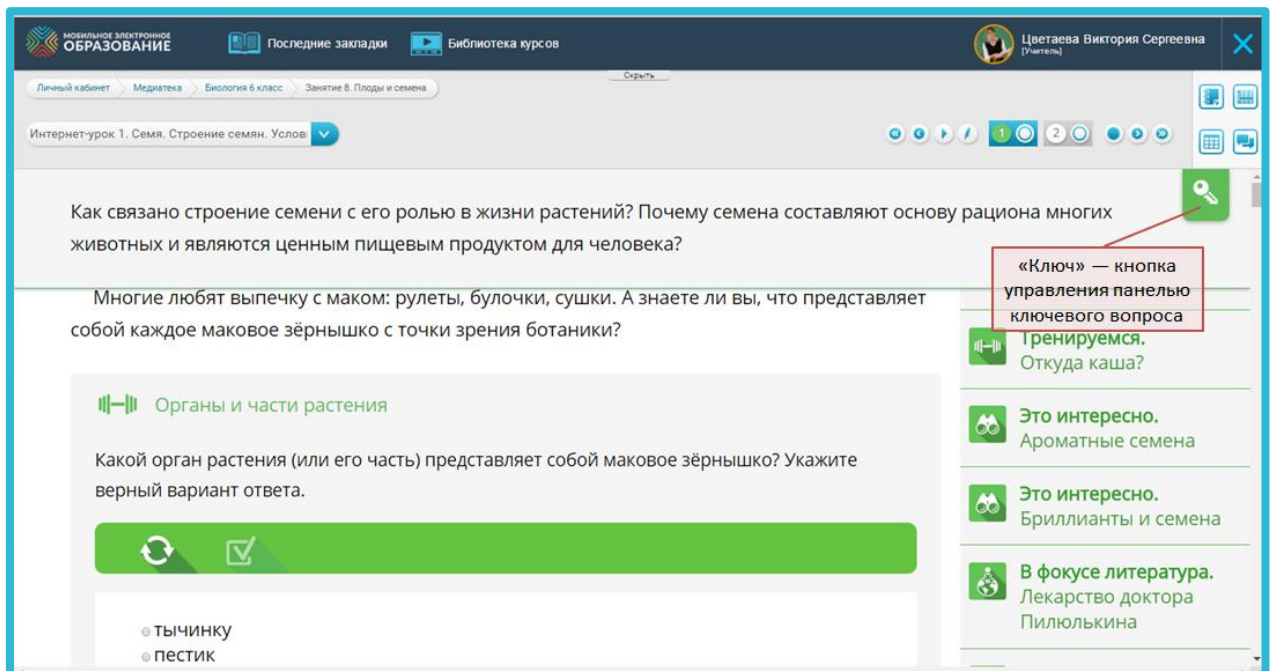 МОБИЛЬНОЕ ЭЛЕКТРОННОЕ
ОБРАЗОВАНИЕ
Последние закладки
Библиотека курсов
Цветаева Виктория Сергеевна
[Учитель]
Скрыть
Личный кабинет
Медиатека
Биология 6 класс
Занятие 8. Плоды и семена
Интернет-урок 1. Семя. Строение семян. Услов
1
2
Как связано строение семени с его ролью в жизни растений? Почему семена составляют основу рациона многих
животных и являются ценным пищевым продуктом для человека?
«Ключ» — кнопка
управления панелью
ключевого вопроса
Многие любят выпечку с маком: рулеты, булочки, сушки. А знаете ли вы, что представляет
собой каждое маковое зёрнышко с точки зрения ботаники?
Органы и части растения
Какой орган растения (или его часть) представляет собой маковое зёрнышко? Укажите
верный вариант ответа.
тычинку
пестик
Тренируемся.
Откуда каша?
Это интересно.
Ароматные семена
Это интересно.
Бриллианты и семена
В фокусе литература.
Лекарство доктора
Пилюлькина